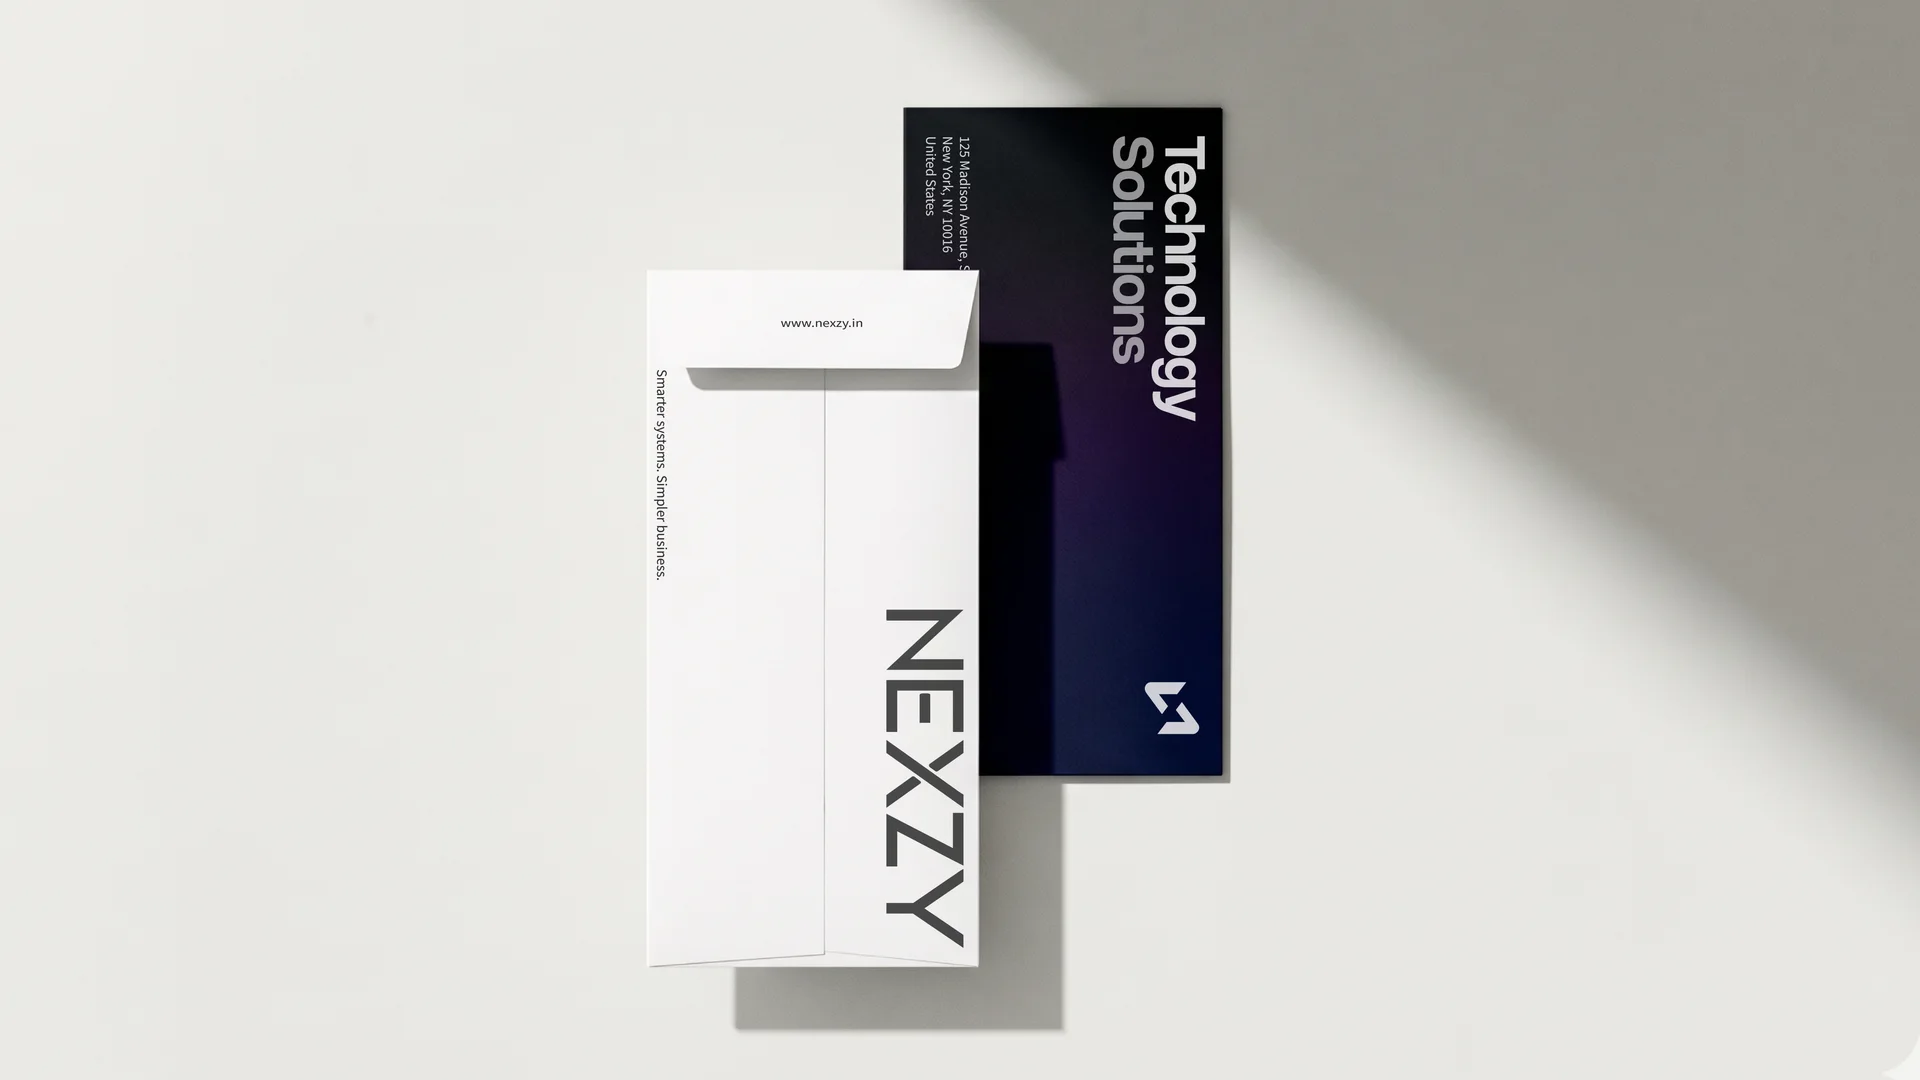 Technology
Solutions
125 Madison Avenue,
New York, NY 10016
United States
www.nexzy.in
Smarter systems. Simpler business.
NEXZY